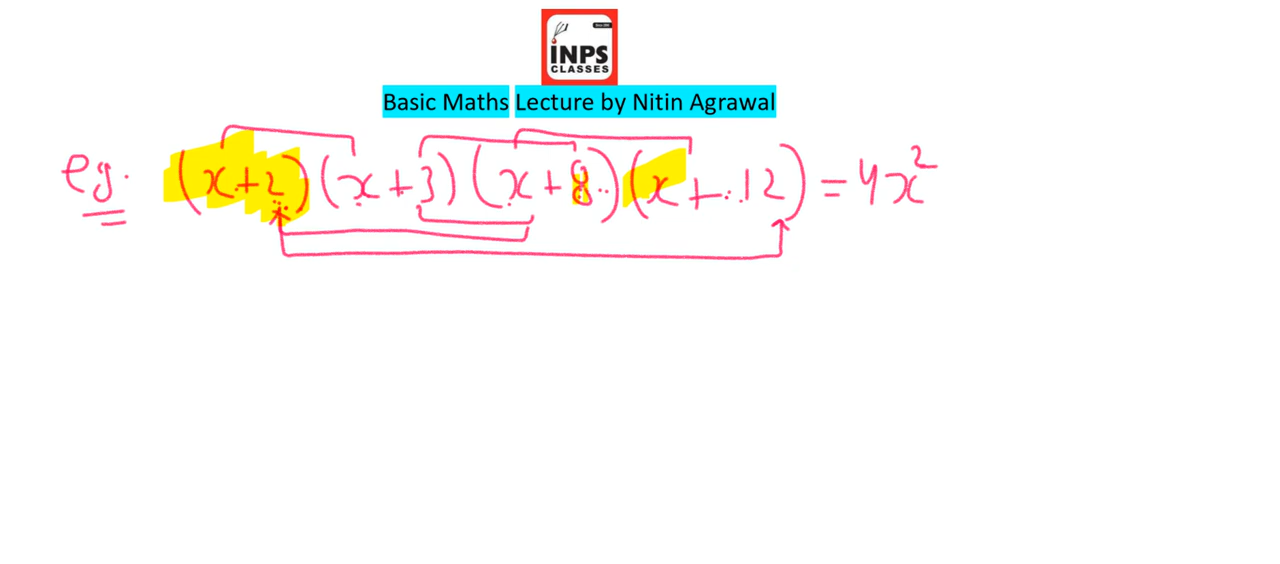 INPS
CLASSES
Basic Maths Lecture by Nitin Agrawal
eg. (x+2)(x+3)(x+8)(x+12)=4x²